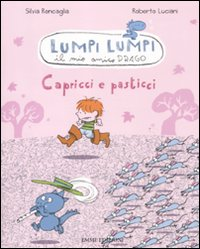 Silvia Roncaglia Roberto Luciani
LUMPI LUMPI
il mio amico DRAGO
Capricci e pasticci
EMME EDIZIONI